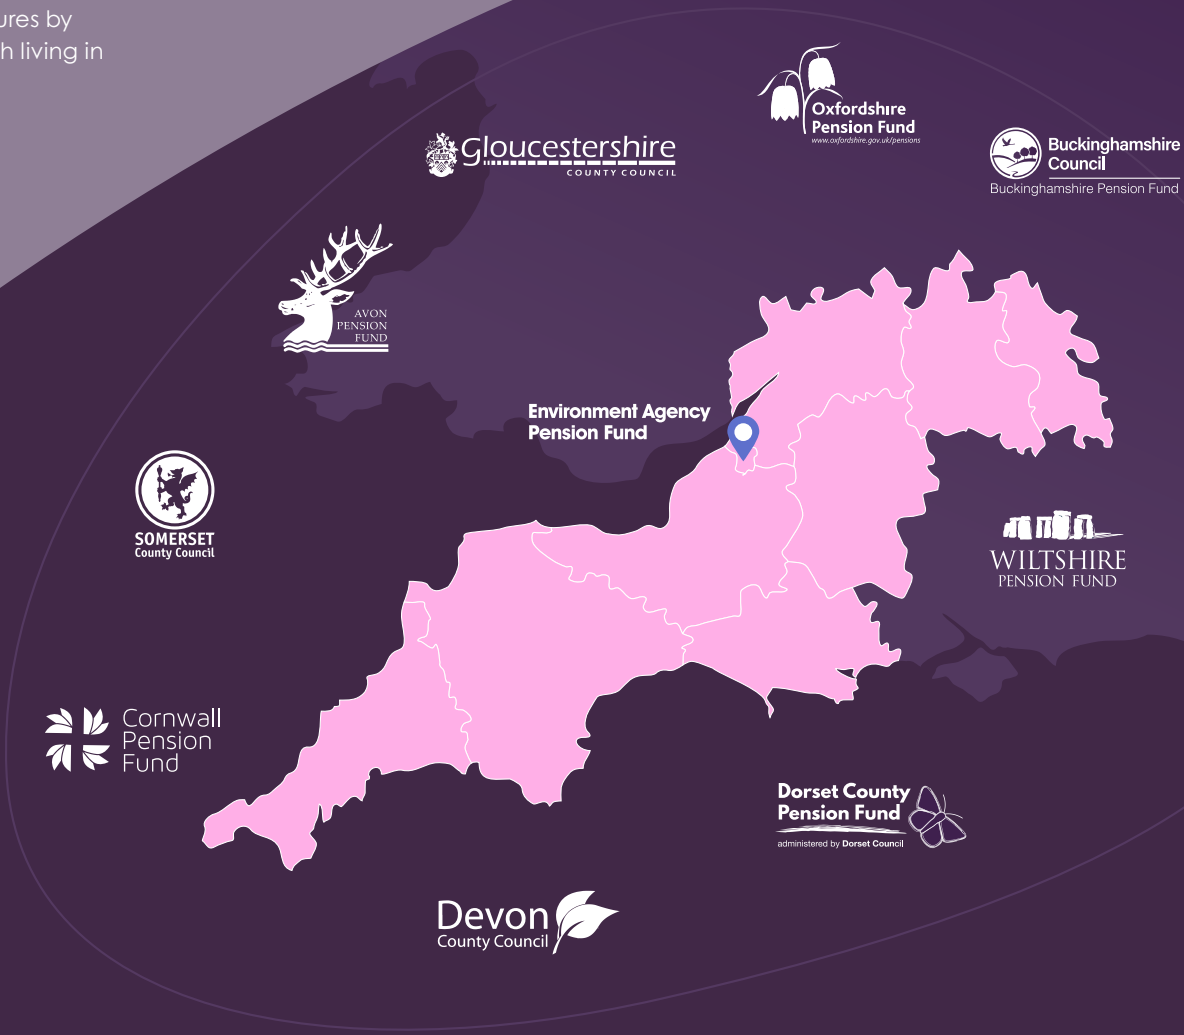 ures by
h living in
Oxfordshire
Pension Fund
www.oxfordshire.gov.uk/pensions
Gloucestershire
COUNTY COUNCIL
Buckinghamshire
Council
Buckinghamshire Pension Fund
AVON
PENSION
FUND
Environment Agency
Pension Fund
SOMERSET
County Council
WILTSHIRE
PENSION FUND
Cornwall
Pension
Fund
Dorset County
Pension Fund
administered by Dorset Council
Devon
County Council